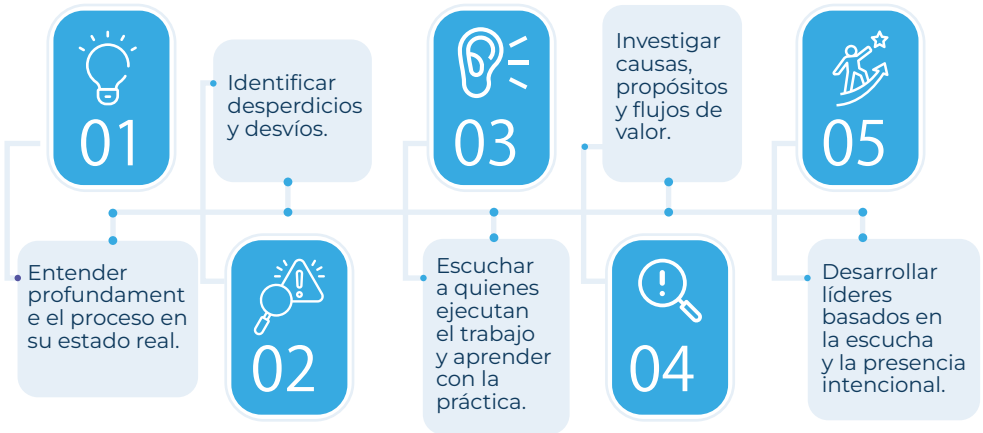 01
Entender
profundament
e el proceso en
su estado real.
Identificar
desperdicios
y desvíos.
02
03
Escuchar
a quienes
ejecutan
el trabajo
y aprender
con la
práctica.
Investigar
causas,
propósitos
y flujos de
valor.
04
05
Desarrollar
líderes
basados en
la escucha
y la presencia
intencional.